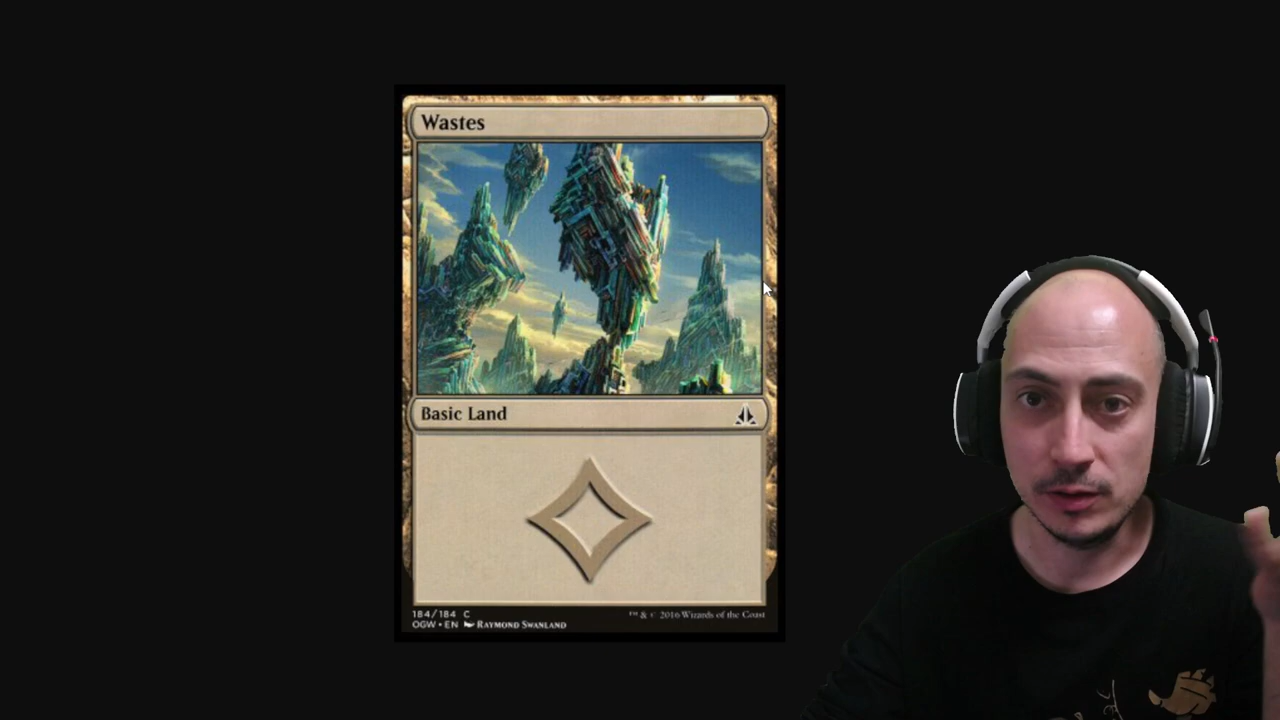 Wastes
Basic Land
184/184 C
™ & © 2016 Wizards of the Coast
OGW • EN RAYMOND SWANLAND